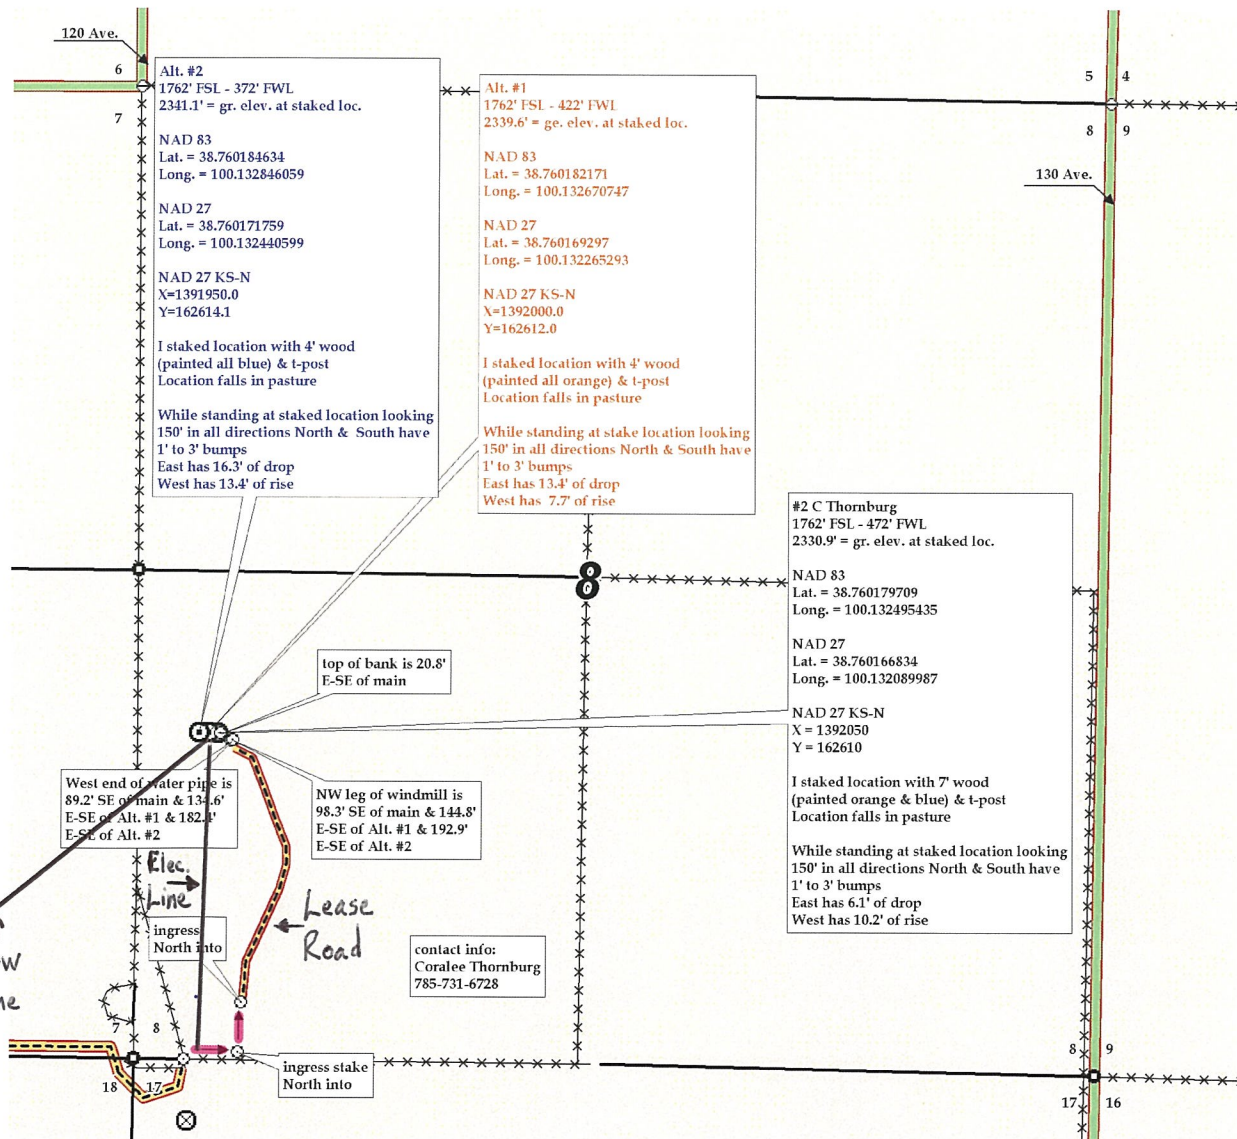 120 Ave.
6
7
Alt. #2
1762' FSL - 372' FWL
2341.1' = gr. elev. at staked loc.
NAD 83
Lat. = 38.760184634
Long. = 100.132846059
NAD 27
Lat. = 38.760171759
Long. = 100.132440599
NAD 27 KS-N
X=1391950.0
Y=162614.1
I staked location with 4' wood
(painted all blue) & t-post
Location falls in pasture
While standing at staked location looking
150' in all directions North & South have
1' to 3' bumps
East has 16.3' of drop
West has 13.4' of rise
Alt. #1
1762' FSL - 422' FWL
2339.6' = ge. elev. at staked loc.
NAD 83
Lat. = 38.760182171
Long. = 100.132670747
NAD 27
Lat. = 38.760169297
Long. = 100.132265293
NAD 27 KS-N
X=1392000.0
Y=162612.0
I staked location with 4' wood
(painted all orange) & t-post
Location falls in pasture
While standing at stake location looking
150' in all directions North & South have
1' to 3' bumps
East has 13.4' of drop
West has 7.7' of rise
5 4
8 9
130 Ave.
#2 C Thornburg
1762' FSL - 472' FWL
2330.9' = gr. elev. at staked loc.
NAD 83
Lat. = 38.760179709
Long. = 100.132495435
NAD 27
Lat. = 38.760166834
Long. = 100.132089987
NAD 27 KS-N
X = 1392050
Y = 162610
I staked location with 7' wood
(painted orange & blue) & t-post
Location falls in pasture
While standing at staked location looking
150' in all directions North & South have
1' to 3' bumps
East has 6.1' of drop
West has 10.2' of rise
8
top of bank is 20.8'
E-SE of main
West end of water pipe is
89.2' SE of main & 134.6'
E-SE of Alt. #1 & 182.4'
E-SE of Alt. #2
NW leg of windmill is
98.3' SE of main & 144.8'
E-SE of Alt. #1 & 192.9'
E-SE of Alt. #2
Elec.
Line
Lease
Road
ingress
North into
contact info:
Coralee Thornburg
785-731-6728
7 8
18 17
ingress stake
North into
8 9
17 16